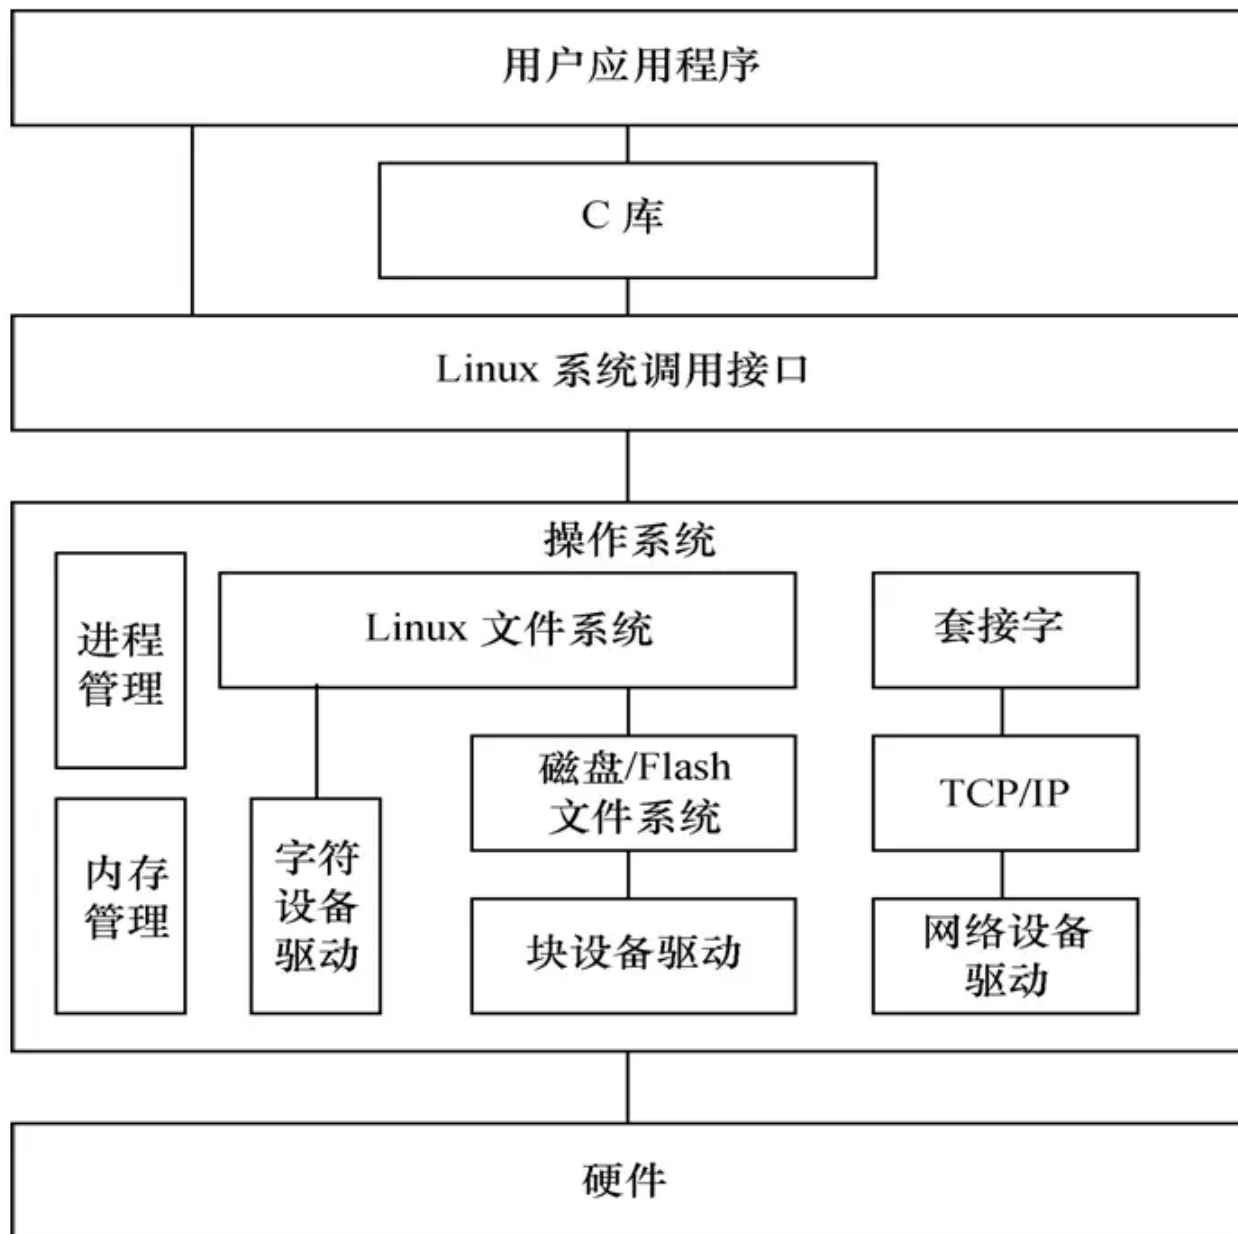 用户应用程序
C 库
Linux 系统调用接口
操作系统
进程
管理
Linux 文件系统
套接字
磁盘/Flash
文件系统
TCP/IP
内存
管理
字符
设备
驱动
块设备驱动
网络设备
驱动
硬件